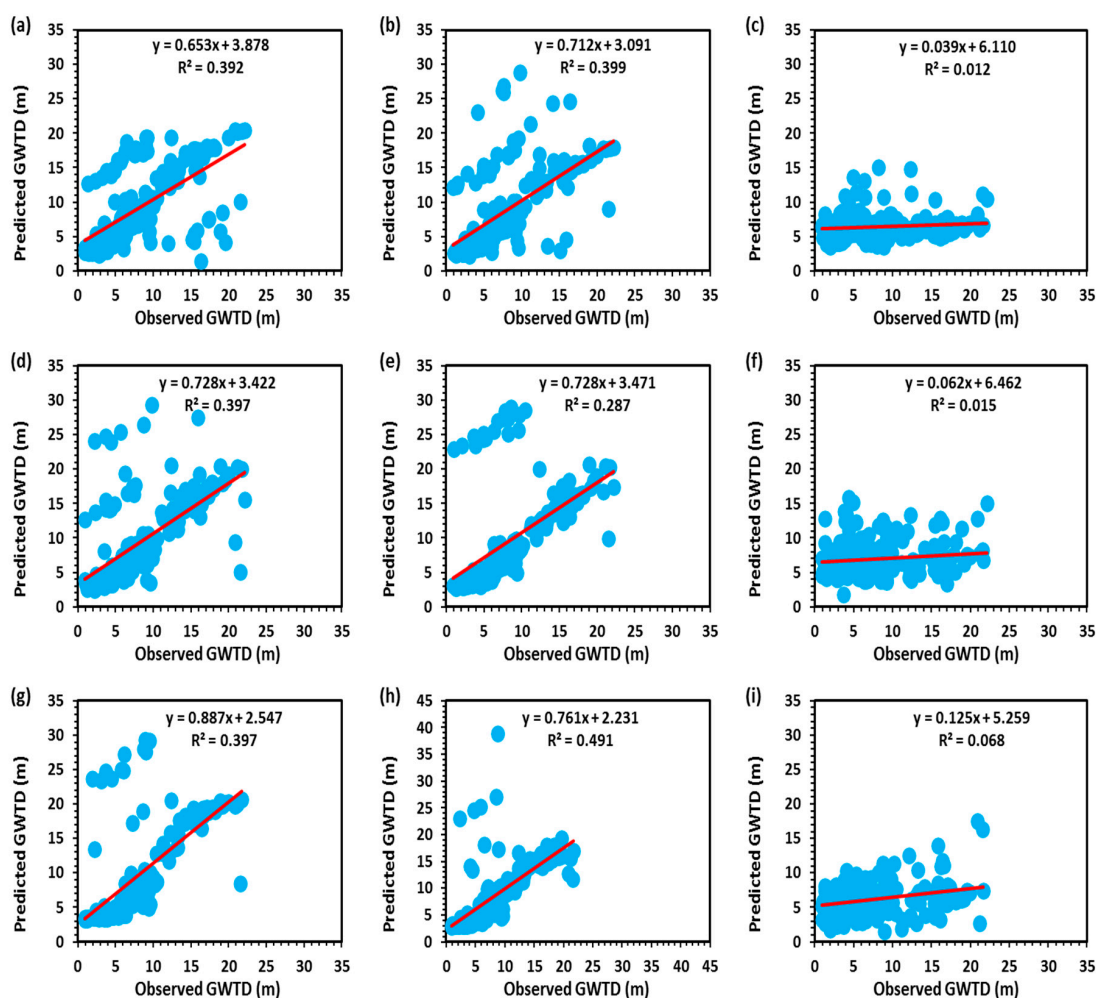 (a)
y = 0.653x + 3.878
R² = 0.392
35
30
25
20
15
10
5
0
Predicted GWTD (m)
0 5 10 15 20 25 30 35
Observed GWTD (m)
(b)
y = 0.712x + 3.091
R² = 0.399
35
30
25
20
15
10
5
0
Predicted GWTD (m)
0 5 10 15 20 25 30 35
Observed GWTD (m)
(c)
y = 0.039x + 6.110
R² = 0.012
35
30
25
20
15
10
5
0
Predicted GWTD (m)
0 5 10 15 20 25 30 35
Observed GWTD (m)
(d)
y = 0.728x + 3.422
R² = 0.397
35
30
25
20
15
10
5
0
Predicted GWTD (m)
0 5 10 15 20 25 30 35
Observed GWTD (m)
(e)
y = 0.728x + 3.471
R² = 0.287
35
30
25
20
15
10
5
0
Predicted GWTD (m)
0 5 10 15 20 25 30 35
Observed GWTD (m)
(f)
y = 0.062x + 6.462
R² = 0.015
35
30
25
20
15
10
5
0
Predicted GWTD (m)
0 5 10 15 20 25 30 35
Observed GWTD (m)
(g)
y = 0.887x + 2.547
R² = 0.397
35
30
25
20
15
10
5
0
Predicted GWTD (m)
0 5 10 15 20 25 30 35
Observed GWTD (m)
(h)
y = 0.761x + 2.231
R² = 0.491
45
40
35
30
25
20
15
10
5
0
Predicted GWTD (m)
0 5 10 15 20 25 30 35 40 45
Observed GWTD (m)
(i)
y = 0.125x + 5.259
R² = 0.068
35
30
25
20
15
10
5
0
Predicted GWTD (m)
0 5 10 15 20 25 30 35
Observed GWTD (m)